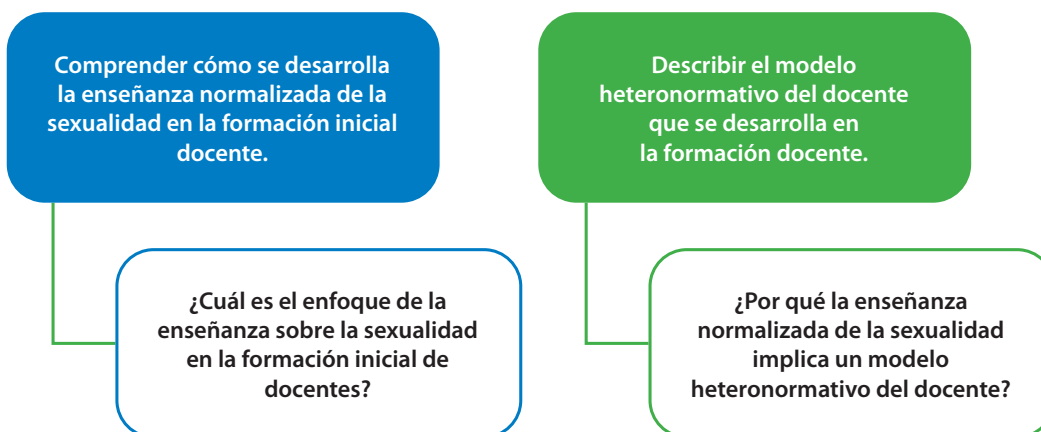 Comprender cómo se desarrolla
la enseñanza normalizada de la
sexualidad en la formación inicial
docente.
¿Cuál es el enfoque de la
enseñanza sobre la sexualidad
en la formación inicial de
docentes?
Describir el modelo
heteronormativo del docente
que se desarrolla en
la formación docente.
¿Por qué la enseñanza
normalizada de la sexualidad
implica un modelo
heteronormativo del docente?